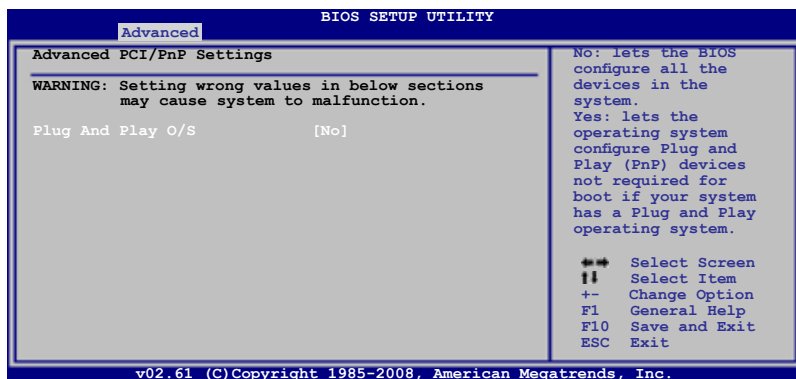 BIOS SETUP UTILITY
Advanced
Advanced PCI/PnP Settings
WARNING: Setting wrong values in below sections
may cause system to malfunction.
Plug And Play O/S [No]
No: lets the BIOS
configure all the
devices in the
system.
Yes: lets the
operating system
configure Plug and
Play (PnP) devices
not required for
boot if your system
has a Plug and Play
operating system.
←→ Select Screen
↑↓ Select Item
+- Change Option
F1 General Help
F10 Save and Exit
ESC Exit
v02.61 (C)Copyright 1985-2008, American Megatrends, Inc.